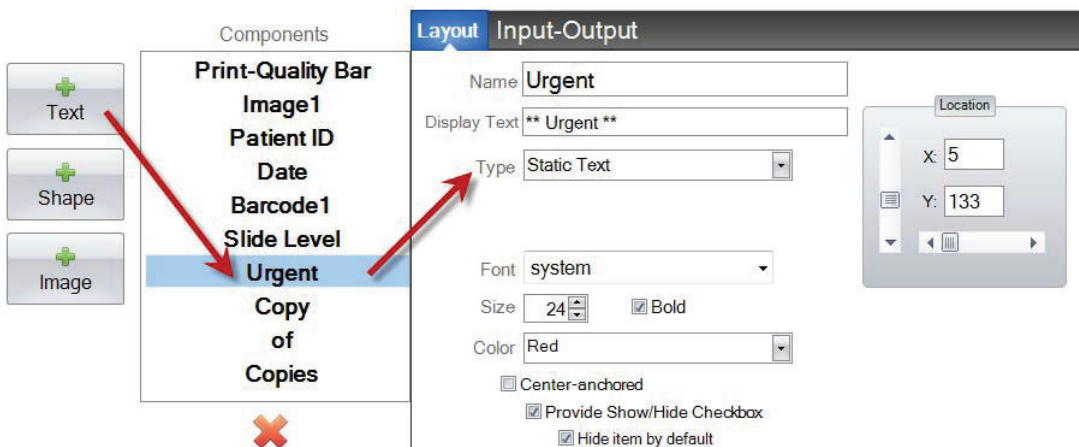 Components
Text
Shape
Image
Print-Quality Bar
Image1
Patient ID
Date
Barcode1
Slide Level
Urgent
Copy
of
Copies
Layout Input-Output
Name Urgent
Display Text ** Urgent **
Type Static Text
Font system
Size 24 Bold
Color Red
Center-anchored
Provide Show/Hide Checkbox
Hide item by default
Location
X: 5
Y: 133